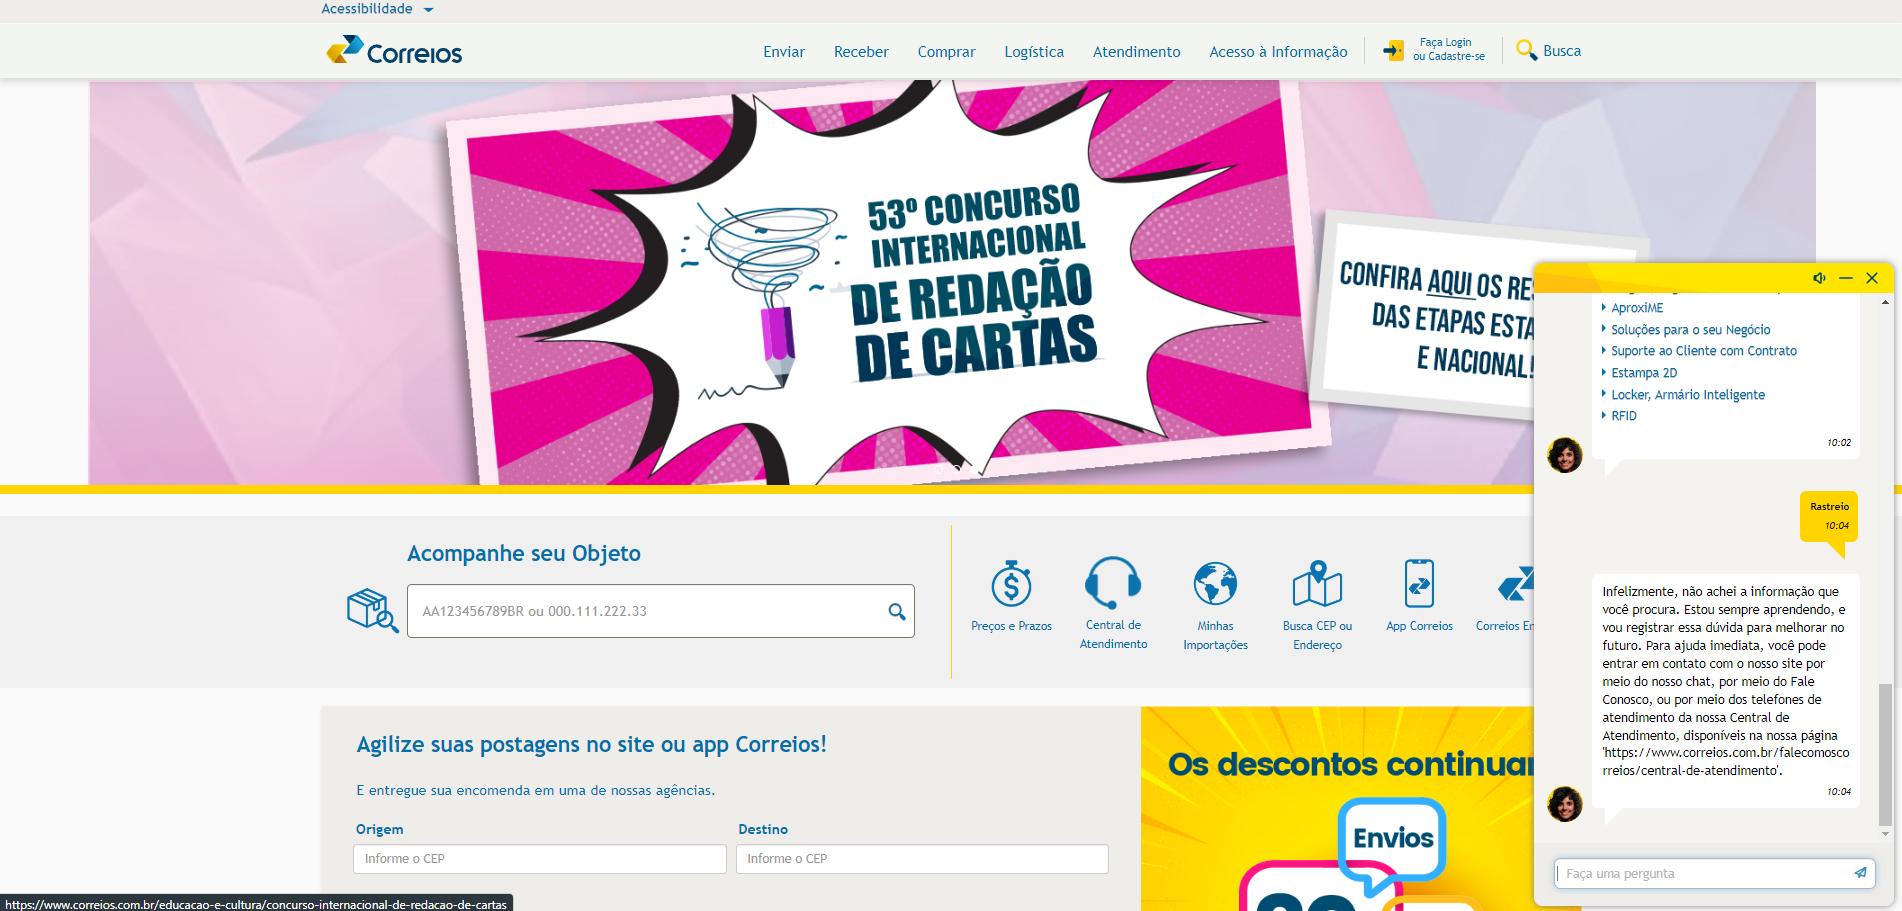 Acessibilidade
Correios
Enviar
Receber
Comprar
Logística
Atendimento
Acesso à Informação
Faça Login
ou Cadastre-se
Busca
53º CONCURSO
INTERNACIONAL
DE REDAÇÃO
DE CARTAS
CONFIRA AQUI OS RES
DAS ETAPAS ESTA
E NACIONAL!
Acompanhe seu Objeto
AA123456789BR ou 000.111.222.33
Preços e Prazos
Central de
Atendimento
Minhas
Importações
Busca CEP ou
Endereço
App Correios
Correios Em
Agilize suas postagens no site ou app Correios!
E entregue sua encomenda em uma de nossas agências.
Origem
Destino
Informe o CEP
Informe o CEP
Os descontos continuam
Envios
AproxiME
Soluções para o seu Negócio
Suporte ao Cliente com Contrato
Estampa 2D
Locker, Armário Inteligente
RFID
10:02
Rastreio
10:04
Infelizmente, não achei a informação que
você procura. Estou sempre aprendendo, e
vou registrar essa dúvida para melhorar no
futuro. Para ajuda imediata, você pode
entrar em contato com o nosso site por
meio do nosso chat, por meio do Fale
Conosco, ou por meio dos telefones de
atendimento da nossa Central de
Atendimento, disponíveis na nossa página
'https://www.correios.com.br/falecomosco
rreios/central-de-atendimento'.
10:04
Faça uma pergunta
https://www.correios.com.br/educacao-e-cultura/concurso-internacional-de-redacao-de-cartas